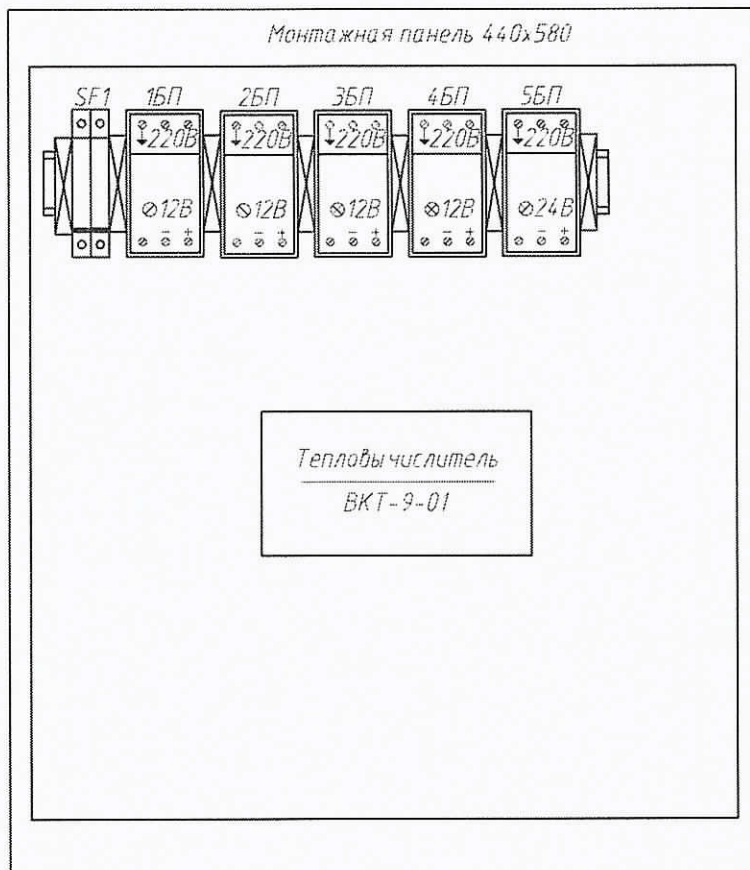 Монтажная панель 440х580
SF1 1БП 2БП 3БП 4БП 5БП
220В 220В 220В 220В 220В
12В 12В 12В 12В 24В
− + − + − + − + − +
Тепловычислитель
ВКТ-9-01